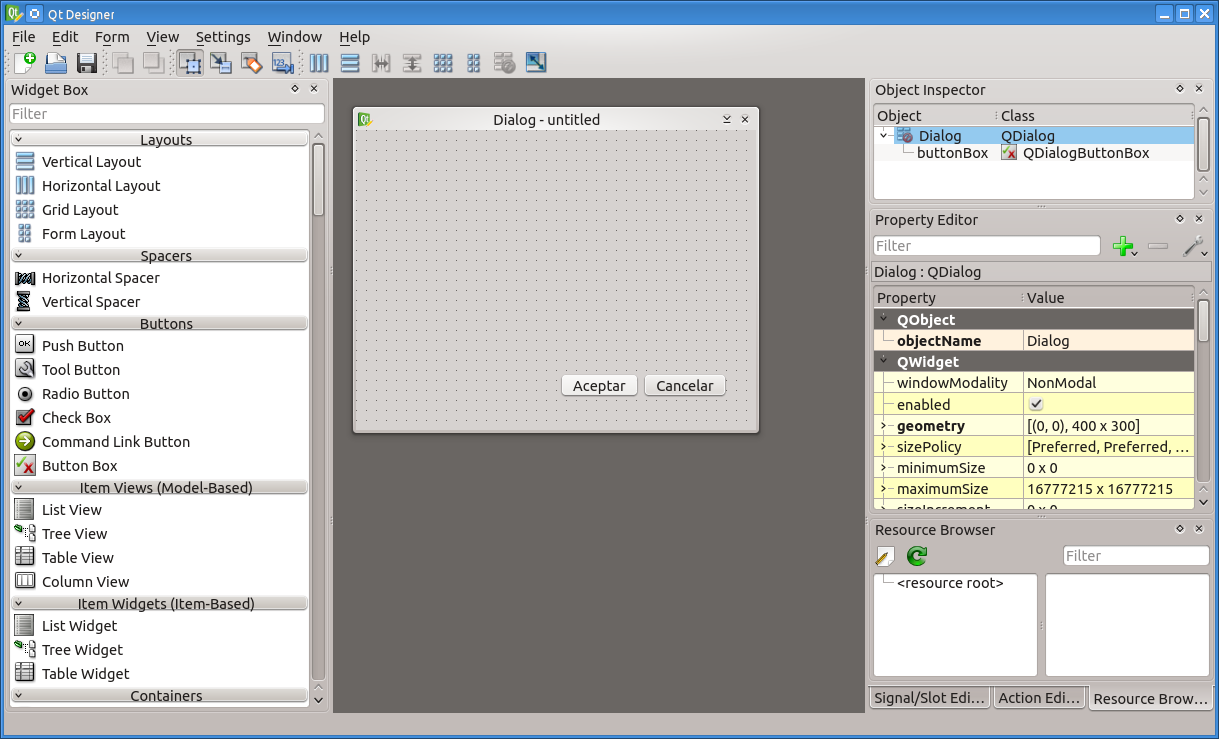 Qt Designer
File Edit Form View Settings Window Help
Widget Box
Filter
Layouts
Vertical Layout
Horizontal Layout
Grid Layout
Form Layout
Spacers
Horizontal Spacer
Vertical Spacer
Buttons
Push Button
Tool Button
Radio Button
Check Box
Command Link Button
Button Box
Item Views (Model-Based)
List View
Tree View
Table View
Column View
Item Widgets (Item-Based)
List Widget
Tree Widget
Table Widget
Containers
Dialog - untitled
Aceptar Cancelar
Object Inspector
Object Class
Dialog QDialog
buttonBox QDialogButtonBox
Property Editor
Filter
Dialog : QDialog
Property Value
QObject
objectName Dialog
QWidget
windowModality NonModal
enabled
geometry [(0, 0), 400 x 300]
sizePolicy [Preferred, Preferred, ...
minimumSize 0 x 0
maximumSize 16777215 x 16777215
sizeIncrement 0 x 0
Resource Browser
Filter
<resource root>
Signal/Slot Edi... Action Edi... Resource Brow...